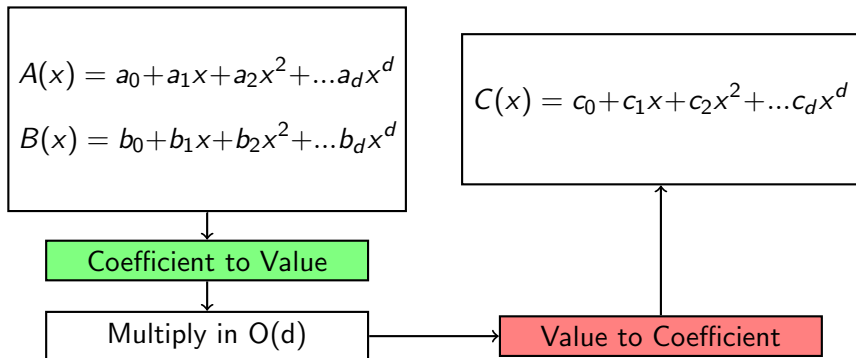 A(x) = a₀+a₁x+a₂x²+...a_dx^d
B(x) = b₀+b₁x+b₂x²+...b_dx^d
Coefficient to Value
Multiply in O(d)
Value to Coefficient
C(x) = c₀+c₁x+c₂x²+...c_dx^d